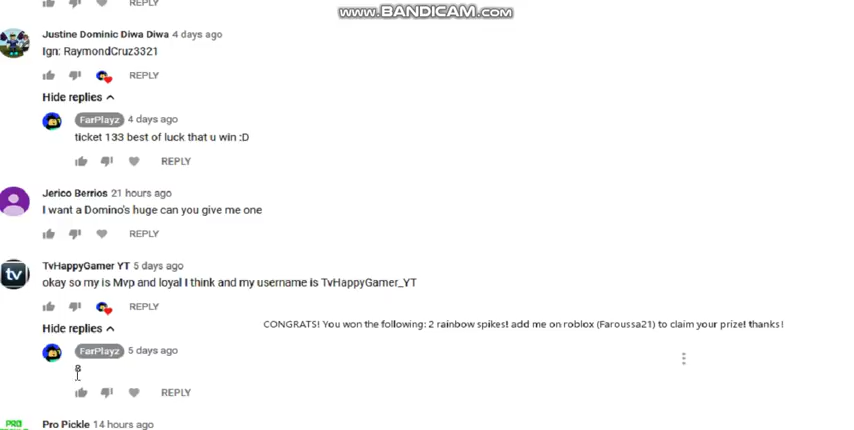 WWW.BANDICAM.COM
REPLY
Justine Dominic Diwa Diwa 4 days ago
Ign: RaymondCruz3321
REPLY
Hide replies
FarPlayz 4 days ago
ticket 133 best of luck that u win :D
REPLY
Jerico Berrios 21 hours ago
I want a Domino's huge can you give me one
REPLY
tv
TvHappyGamer YT 5 days ago
okay so my is Mvp and loyal I think and my username is TvHappyGamer_YT
REPLY
Hide replies
CONGRATS! You won the following: 2 rainbow spikes! add me on roblox (Faroussa21) to claim your prize! thanks!
FarPlayz 5 days ago
8
REPLY
PRO
Pro Pickle 14 hours ago